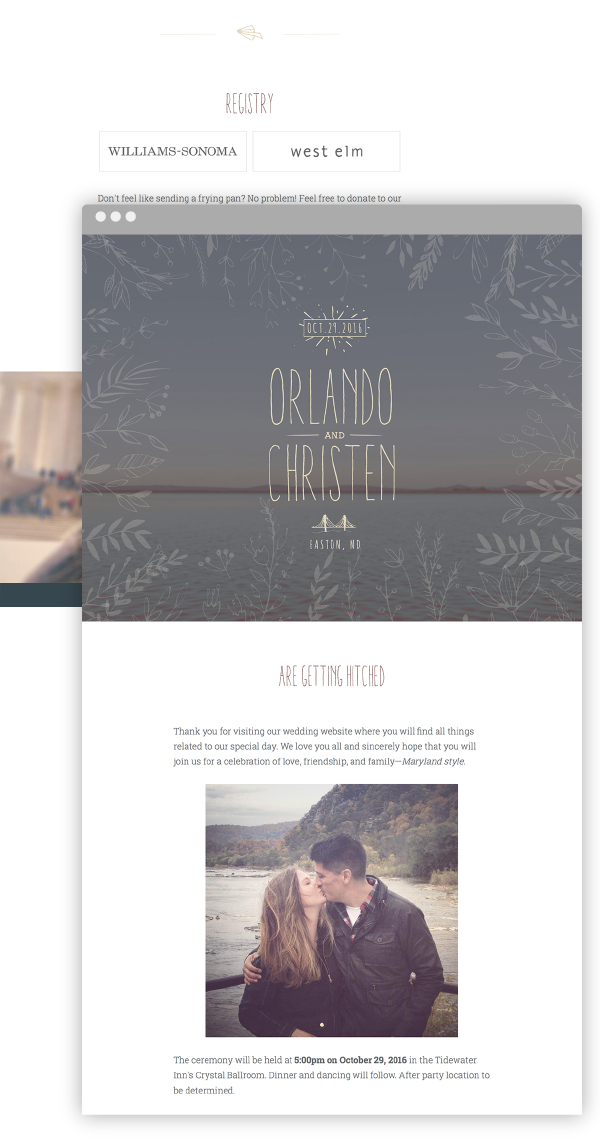 REGISTRY
WILLIAMS-SONOMA
west elm
Don't feel like sending a frying pan? No problem! Feel free to donate to our
OCT.29.2016
ORLANDO
AND
CHRISTEN
EASTON, MD
ARE GETTING HITCHED
Thank you for visiting our wedding website where you will find all things
related to our special day. We love you all and sincerely hope that you will
join us for a celebration of love, friendship, and family—Maryland style.
The ceremony will be held at 5:00pm on October 29, 2016 in the Tidewater
Inn's Crystal Ballroom. Dinner and dancing will follow. After party location to
be determined.